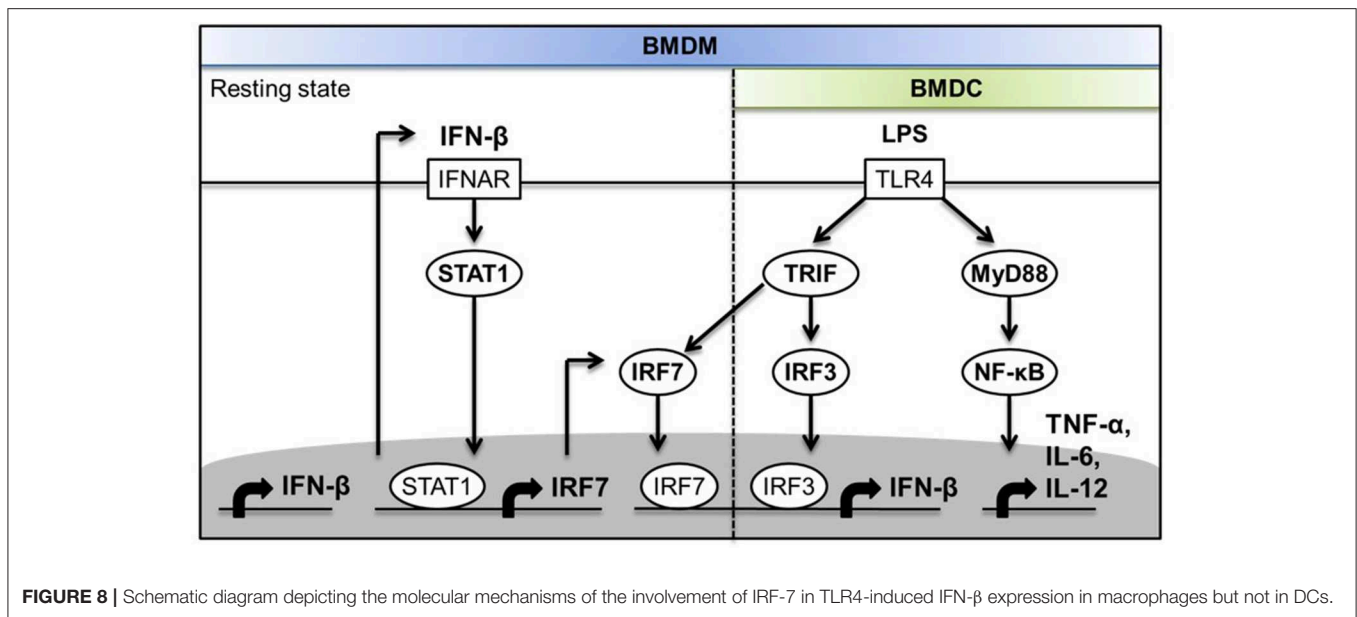 BMDM
Resting state
BMDC
IFN-β
LPS
IFNAR
TLR4
STAT1
TRIF
MyD88
IRF7
IRF3
NF-κB
TNF-α,
IL-6,
IL-12
IFN-β
STAT1
IRF7
IRF7
IRF3
IFN-β
FIGURE 8 | Schematic diagram depicting the molecular mechanisms of the involvement of IRF-7 in TLR4-induced IFN-β expression in macrophages but not in DCs.